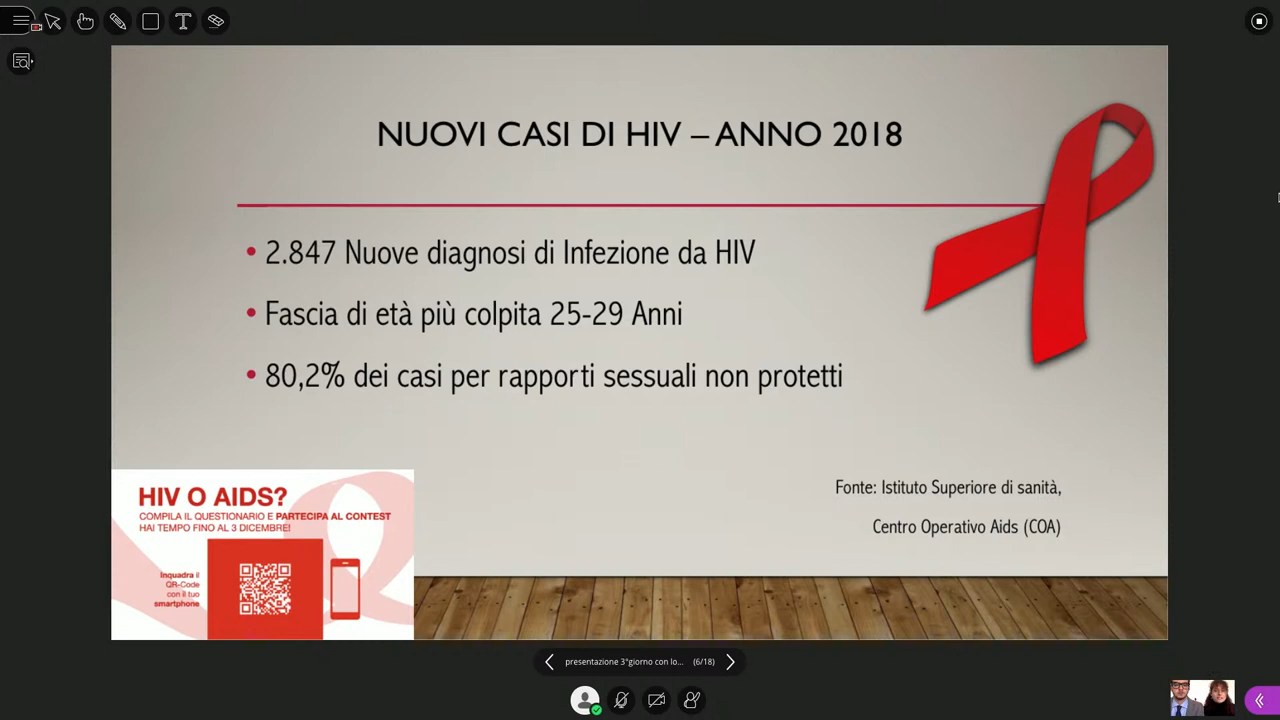 NUOVI CASI DI HIV – ANNO 2018
• 2.847 Nuove diagnosi di Infezione da HIV
• Fascia di età più colpita 25-29 Anni
• 80,2% dei casi per rapporti sessuali non protetti
Fonte: Istituto Superiore di sanità,
Centro Operativo Aids (COA)
HIV O AIDS?
COMPILA IL QUESTIONARIO E PARTECIPA AL CONTEST
HAI TEMPO FINO AL 3 DICEMBRE!
Inquadra il
QR-Code
con il tuo
smartphone
presentazione 3°giorno con lo... (6/18)